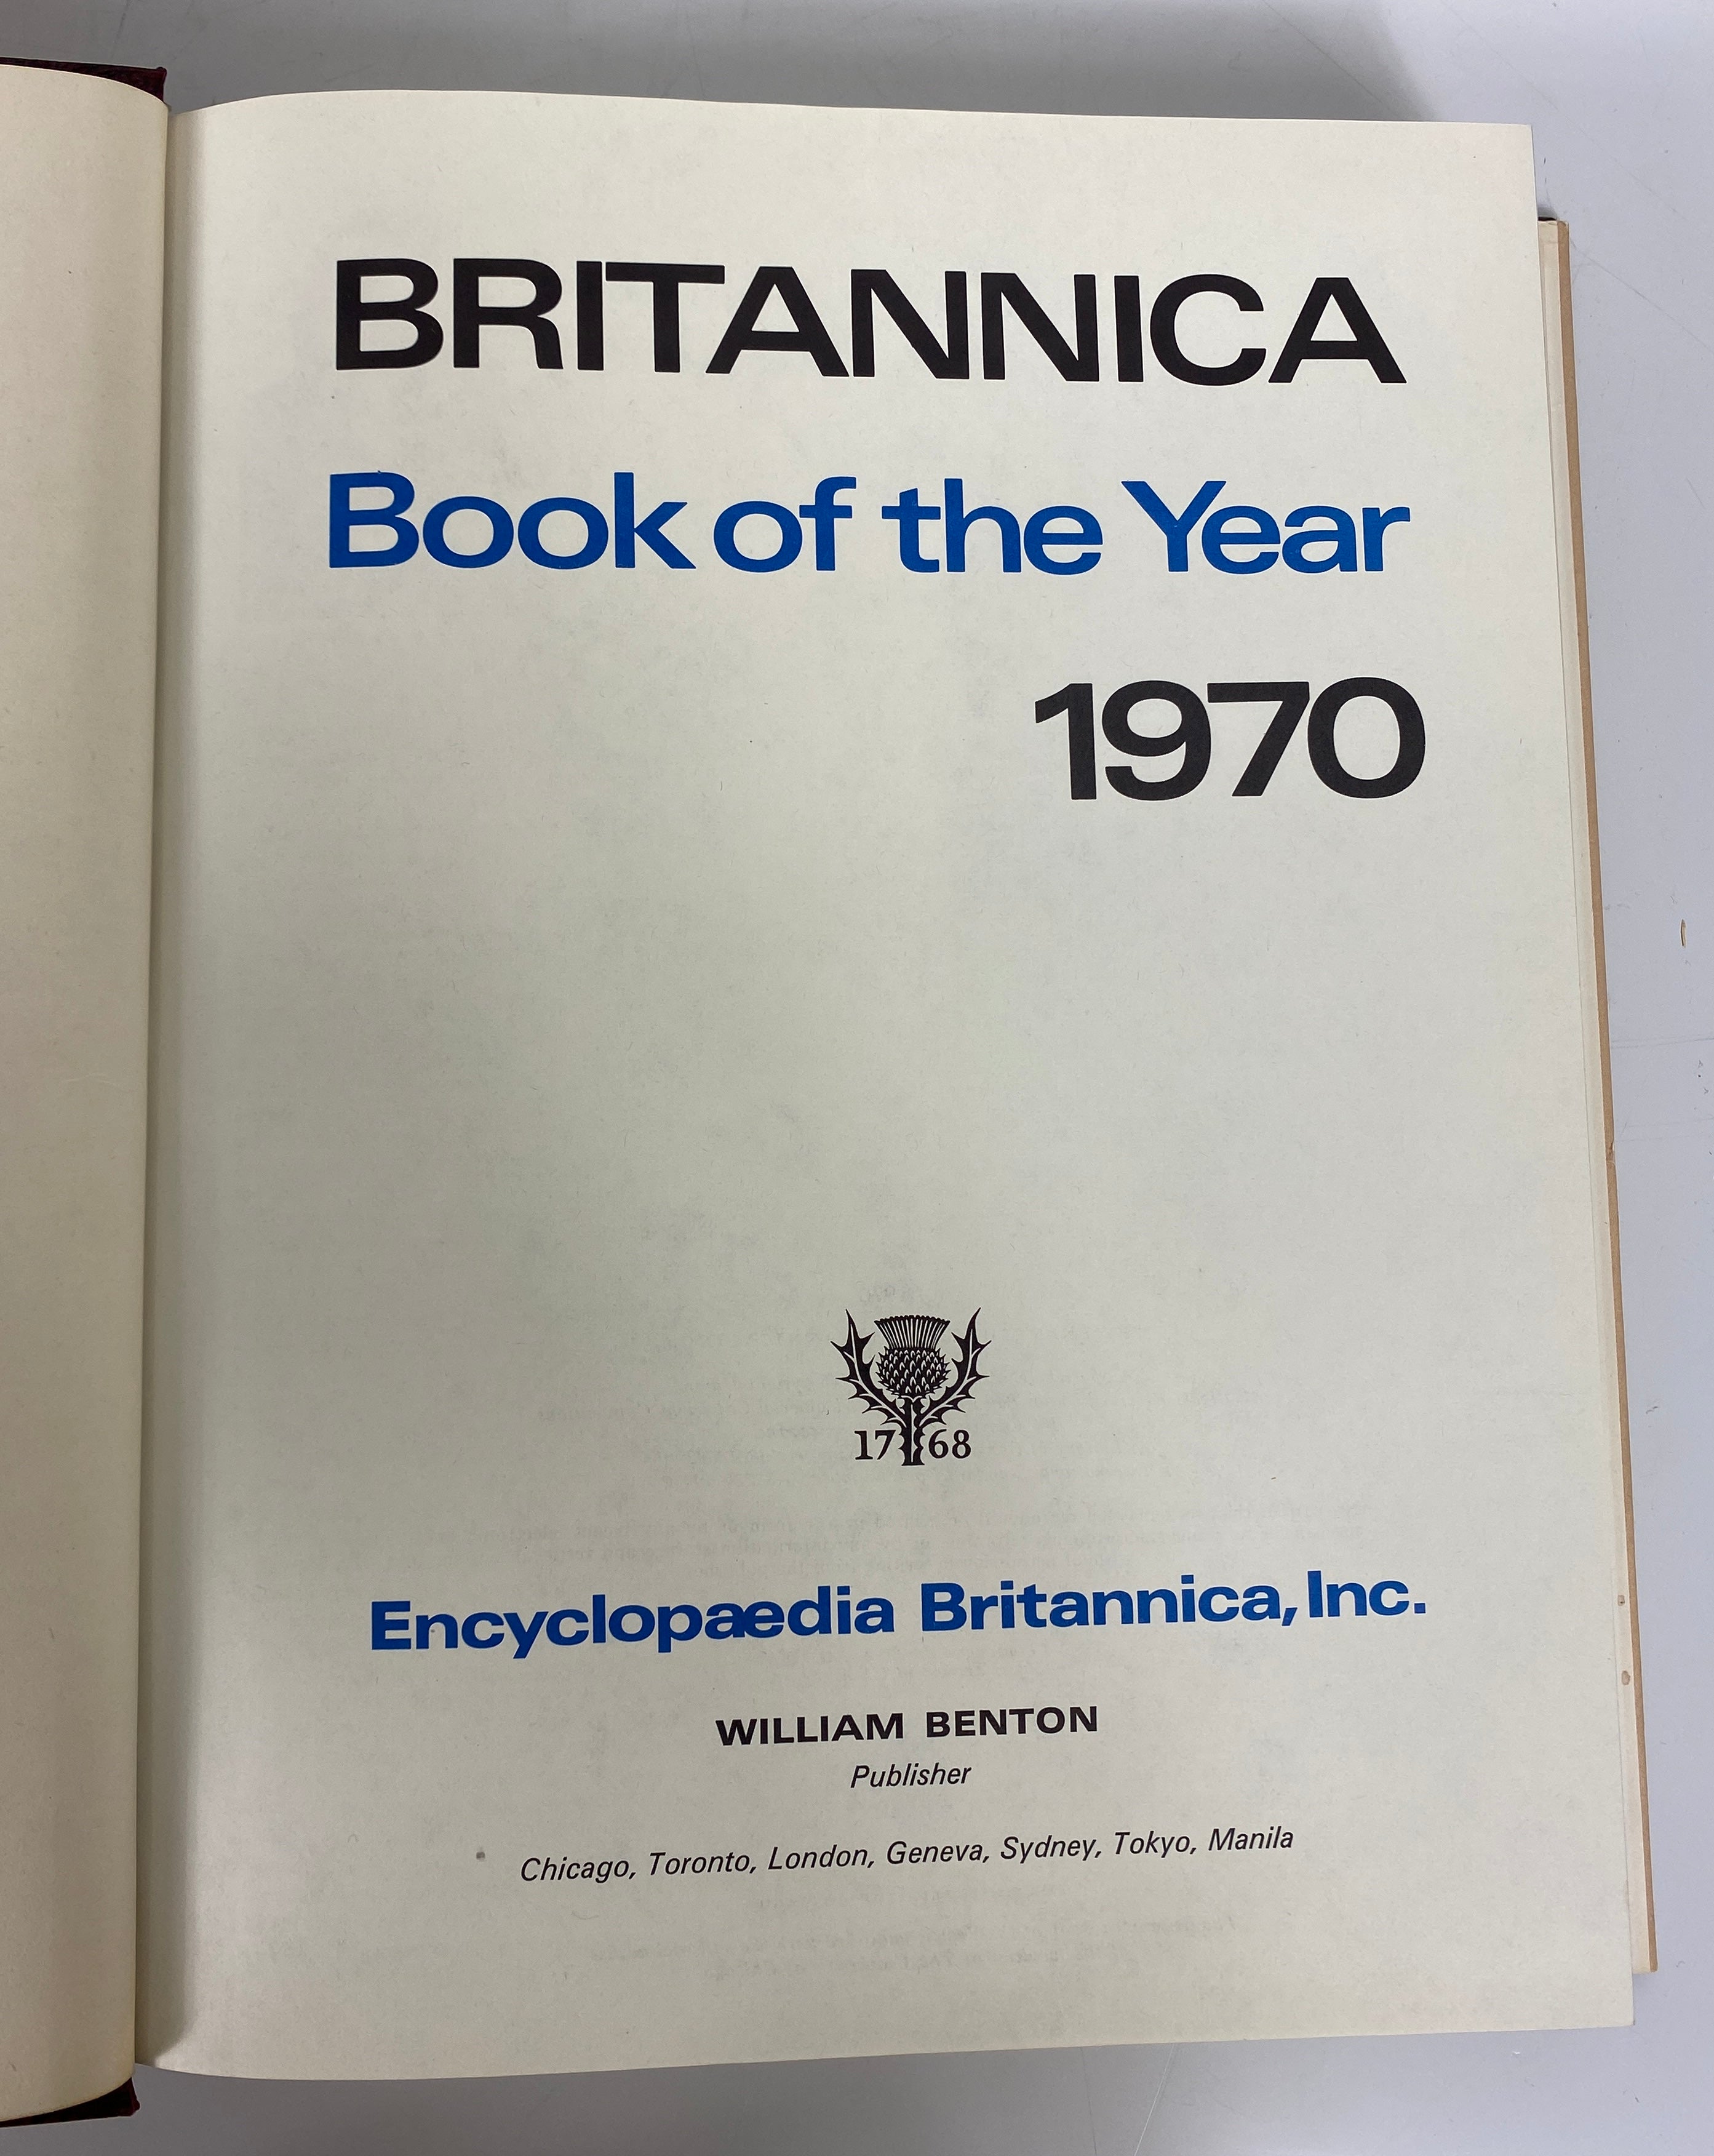 BRITANNICA
Book of the Year
1970
17 68
Encyclopædia Britannica, Inc.
WILLIAM BENTON
Publisher
Chicago, Toronto, London, Geneva, Sydney, Tokyo, Manila